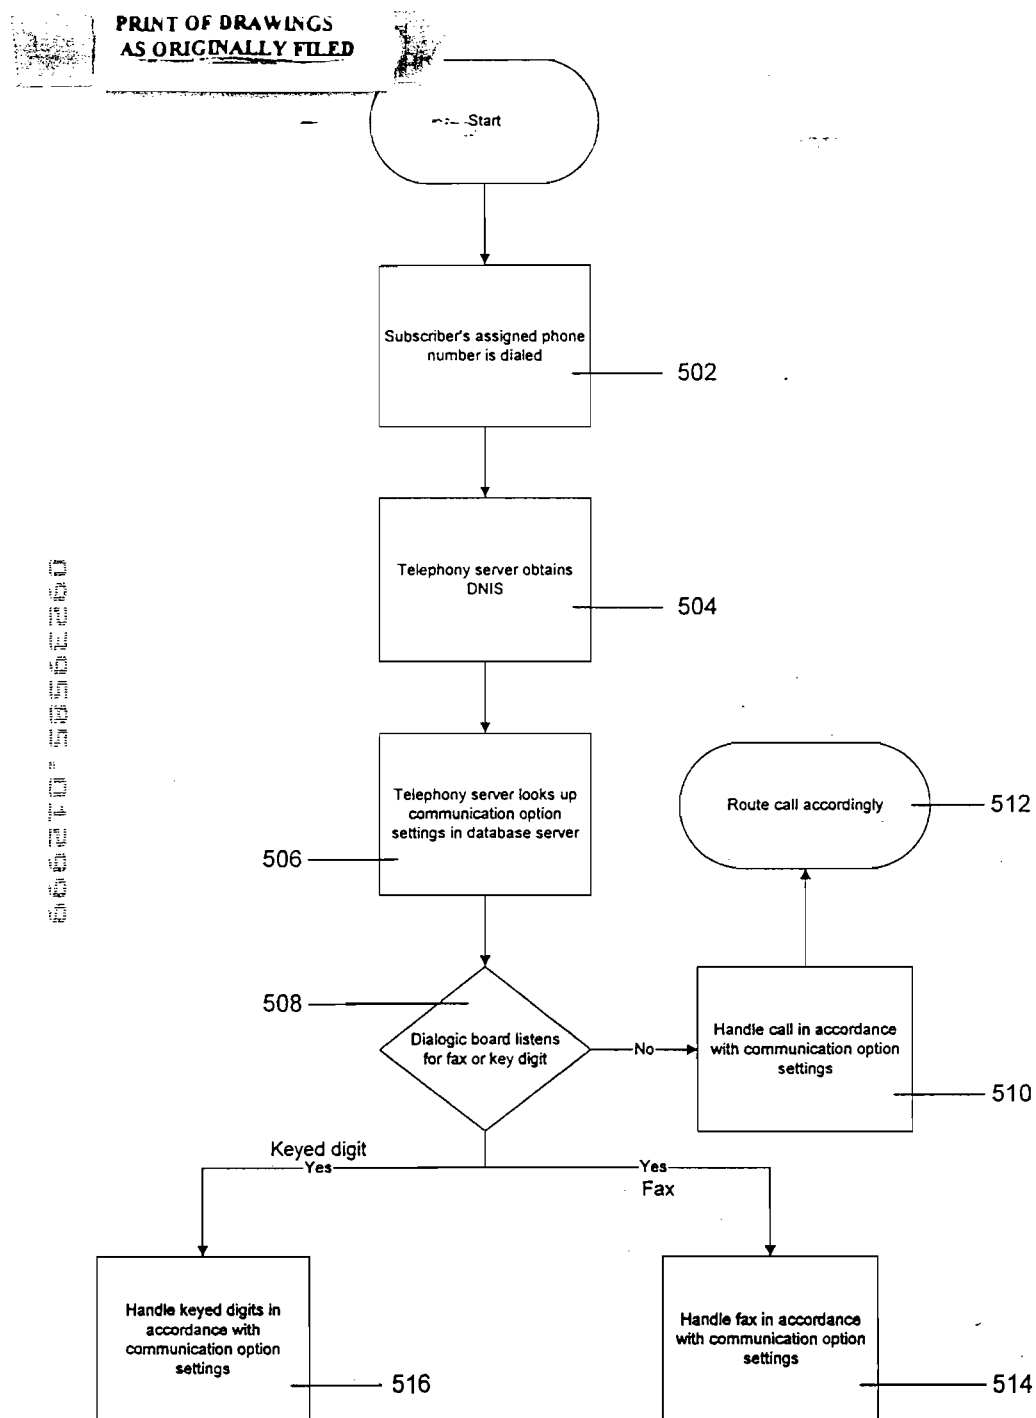 PRINT OF DRAWINGS
AS ORIGINALLY FILED
Start
Subscriber's assigned phone
number is dialed
502
Telephony server obtains
DNIS
504
Telephony server looks up
communication option
settings in database server
506
Route call accordingly
512
508
Dialogic board listens
for fax or key digit
No
Handle call in accordance
with communication option
settings
510
Keyed digit
Yes
Yes
Fax
Handle keyed digits in
accordance with
communication option
settings
516
Handle fax in accordance
with communication option
settings
514